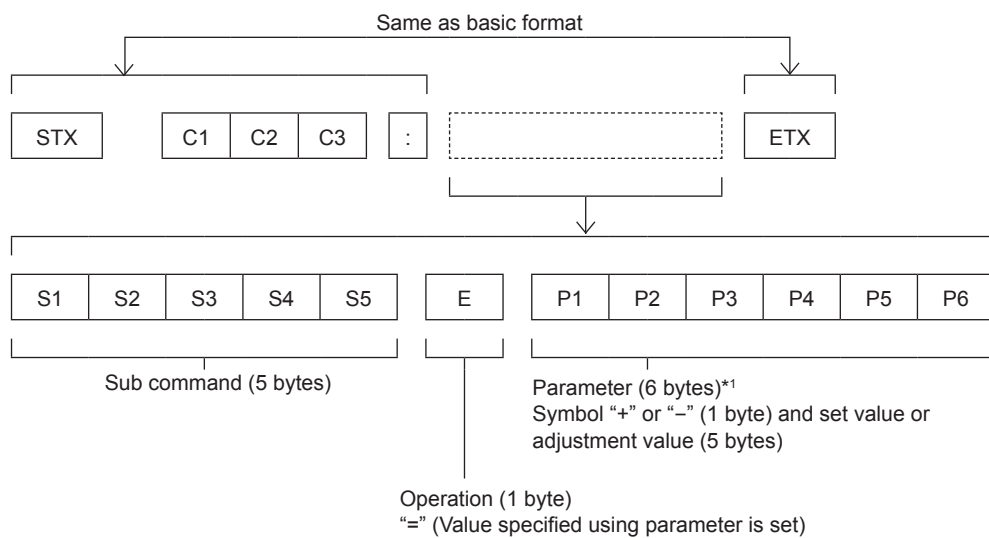 Same as basic format
STX C1 C2 C3 : ETX
S1 S2 S3 S4 S5 E P1 P2 P3 P4 P5 P6
Sub command (5 bytes)
Parameter (6 bytes)*1
Symbol “+” or “−” (1 byte) and set value or
adjustment value (5 bytes)
Operation (1 byte)
“=” (Value specified using parameter is set)